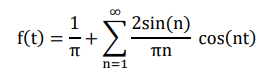 f(t) = 1/π + ∑_{n=1}^{∞} 2sin(n)/πn cos(nt)